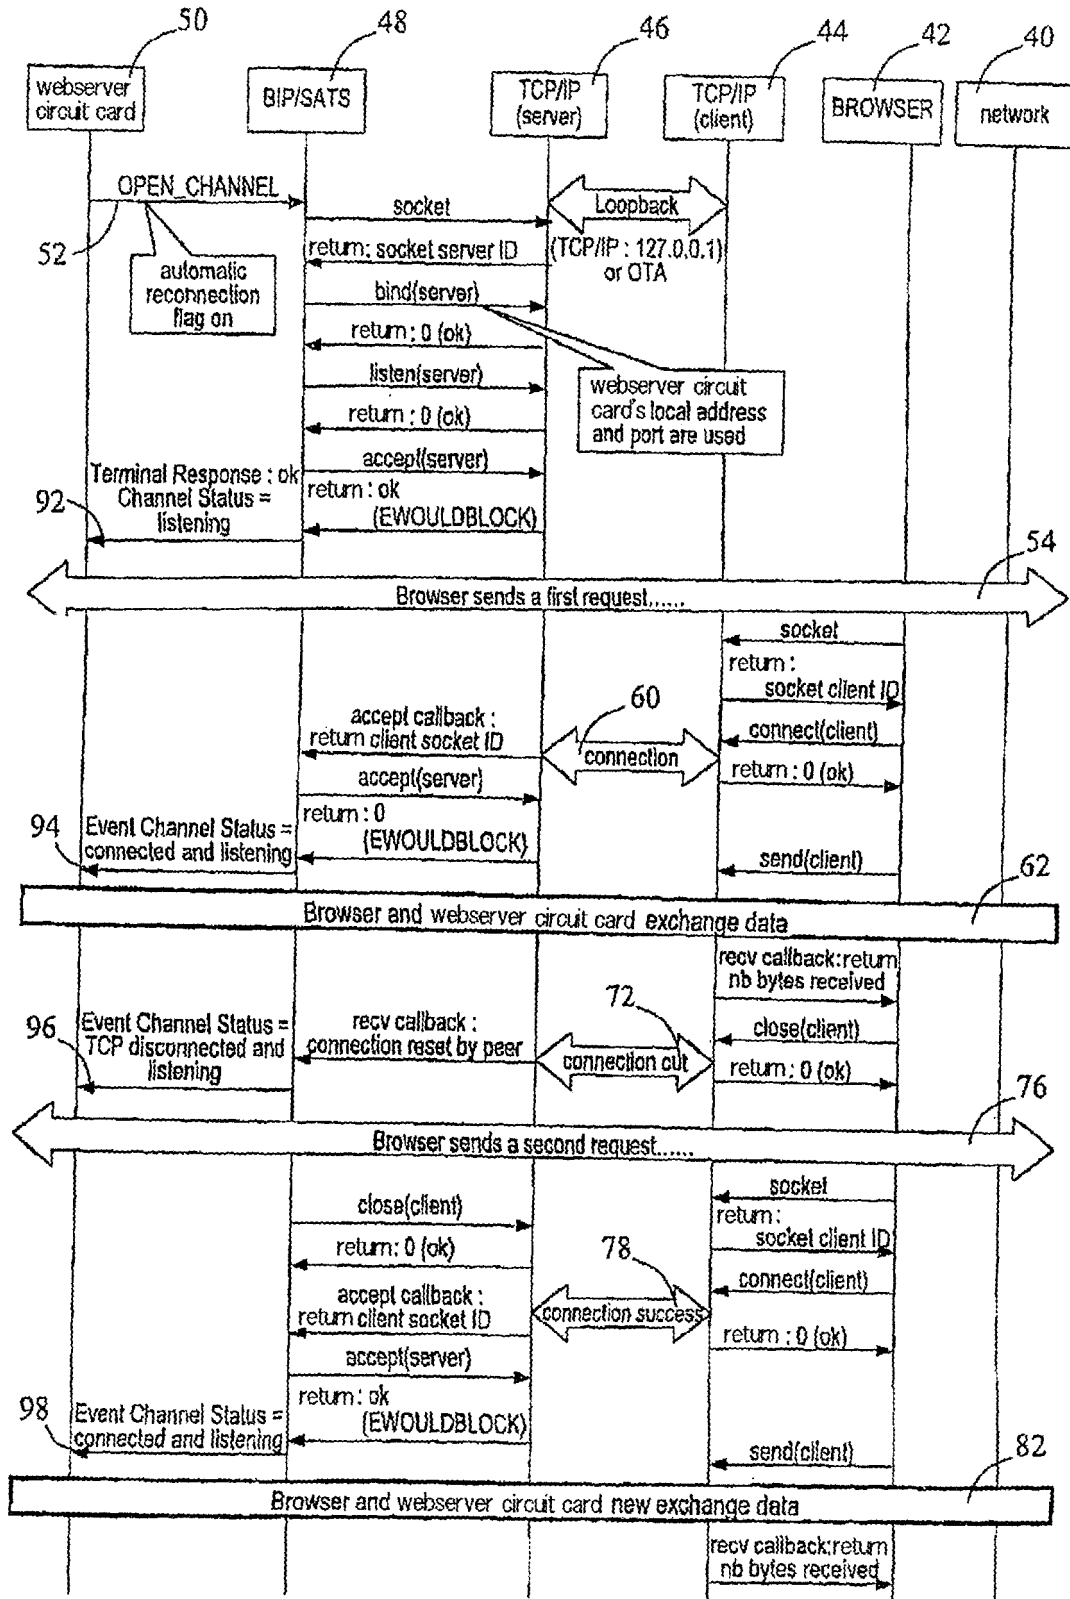 50
48
46
44
42
40
webserver
circuit card
BIP/SATS
TCP/IP
(server)
TCP/IP
(client)
BROWSER
network
OPEN_CHANNEL
52
automatic
reconnection
flag on
socket
Loopback
return: socket server ID
(TCP/IP : 127.0.0.1)
or OTA
bind(server)
return : 0 (ok)
listen(server)
webserver circuit
card's local address
and port are used
return : 0 (ok)
accept(server)
Terminal Response : ok
Channel Status =
listening
return : ok
(EWOULDBLOCK)
92
54
Browser sends a first request......
socket
return :
socket client ID
60
accept callback :
return client socket ID
connection
connect(client)
accept(server)
return : 0 (ok)
return : 0
(EWOULDBLOCK)
94
Event Channel Status =
connected and listening
send(client)
62
Browser and webserver circuit card exchange data
recv callback:return
nb bytes received
72
96
Event Channel Status =
TCP disconnected and
listening
recv callback :
connection reset by peer
connection cut
close(client)
return : 0 (ok)
76
Browser sends a second request......
socket
close(client)
return :
socket client ID
return: 0 (ok)
78
accept callback :
return client socket ID
connection success
connect(client)
return : 0 (ok)
accept(server)
return : ok
(EWOULDBLOCK)
98
Event Channel Status =
connected and listening
send(client)
82
Browser and webserver circuit card new exchange data
recv callback:return
nb bytes received